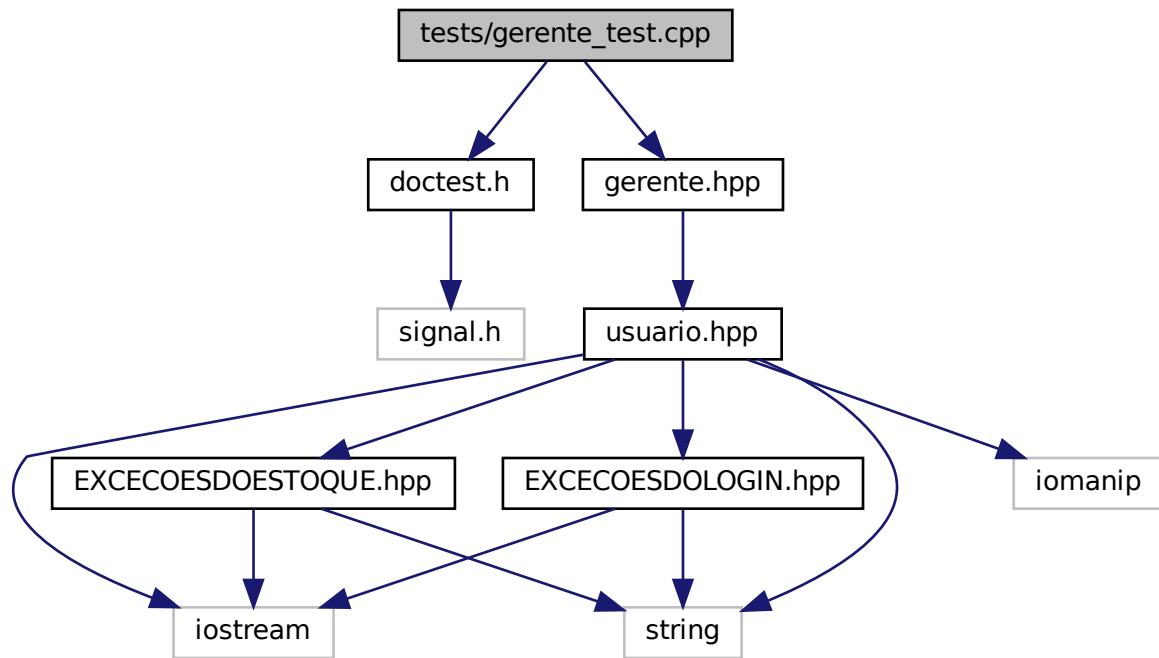 tests/gerente_test.cpp
doctest.h
gerente.hpp
signal.h
usuario.hpp
EXCECOESDOESTOQUE.hpp
EXCECOESDOLOGIN.hpp
iomanip
iostream
string